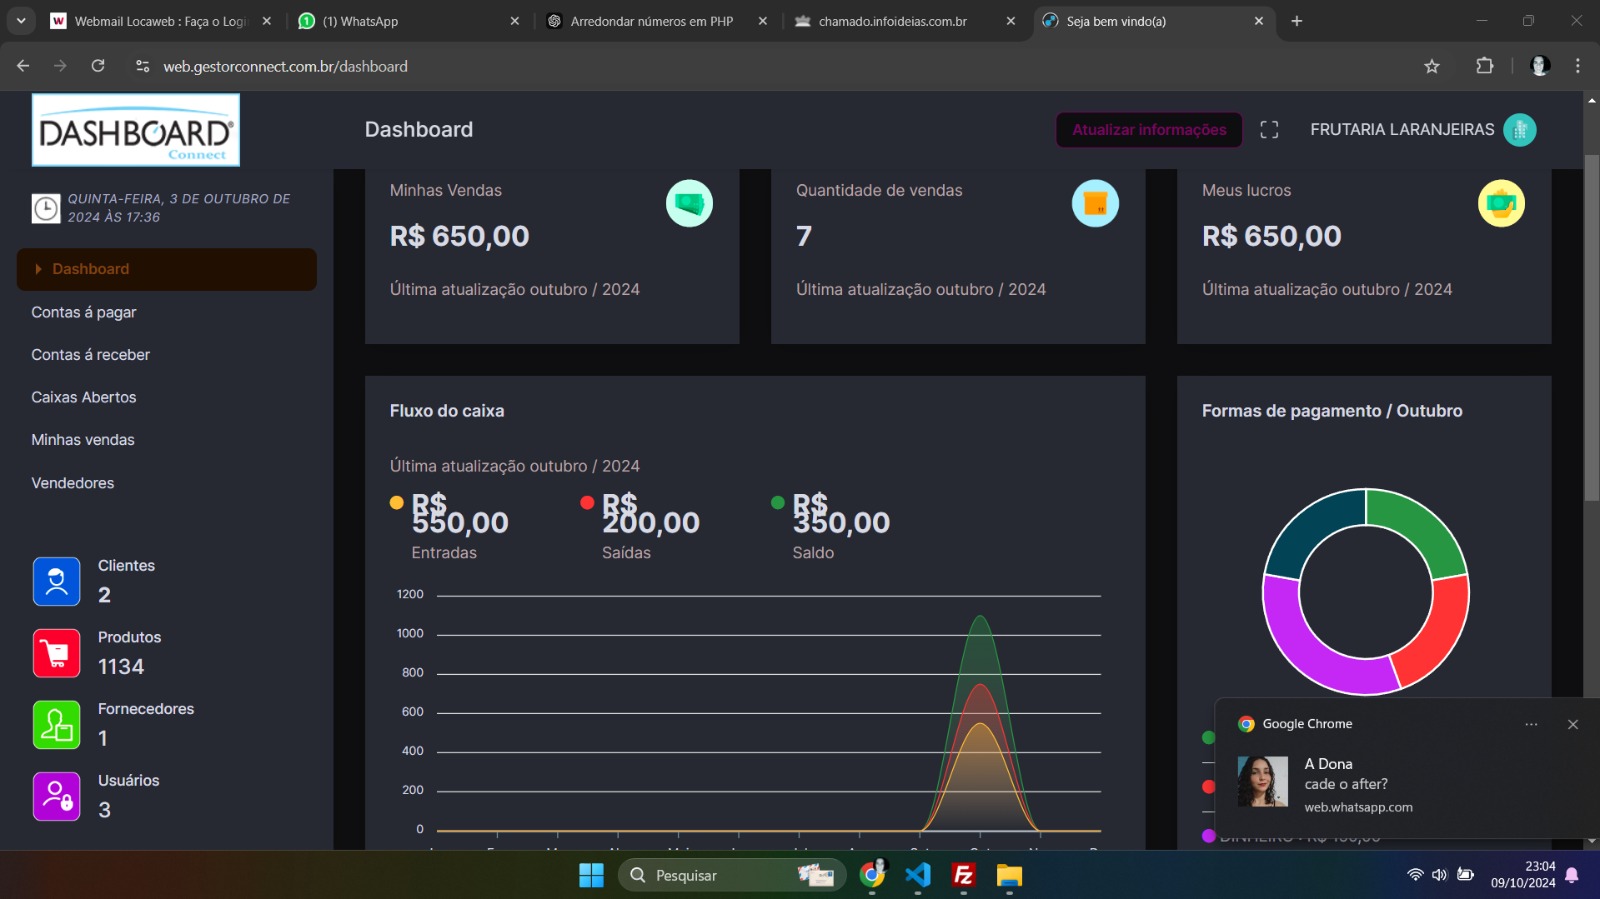 Webmail Locaweb : Faça o Logi
(1) WhatsApp
Arredondar números em PHP
chamado.infoideias.com.br
Seja bem vindo(a)
web.gestorconnect.com.br/dashboard
DASHBOARD®
Connect
Dashboard
Atualizar informações
FRUTARIA LARANJEIRAS
QUINTA-FEIRA, 3 DE OUTUBRO DE
2024 ÀS 17:36
Dashboard
Contas á pagar
Contas á receber
Caixas Abertos
Minhas vendas
Vendedores
Clientes
2
Produtos
1134
Fornecedores
1
Usuários
3
Minhas Vendas
R$ 650,00
Última atualização outubro / 2024
Quantidade de vendas
7
Última atualização outubro / 2024
Meus lucros
R$ 650,00
Última atualização outubro / 2024
Fluxo do caixa
Última atualização outubro / 2024
R$
550,00
Entradas
R$
200,00
Saídas
R$
350,00
Saldo
1200
1000
800
600
400
200
0
Formas de pagamento / Outubro
Google Chrome
A Dona
cade o after?
web.whatsapp.com
Pesquisar
23:04
09/10/2024